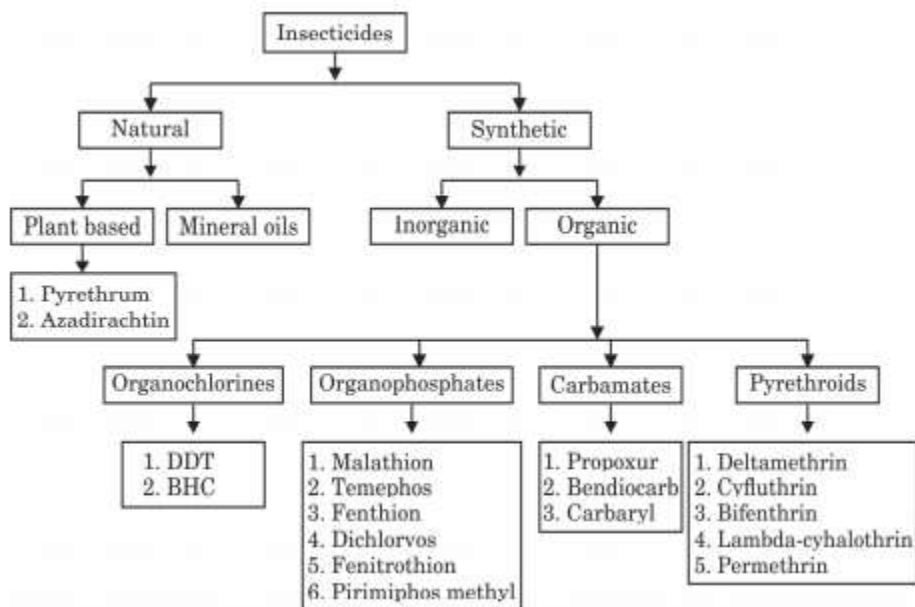 Insecticides
Natural
Synthetic
Plant based
Mineral oils
Inorganic
Organic
1. Pyrethrum
2. Azadirachtin
Organochlorines
Organophosphates
Carbamates
Pyrethroids
1. DDT
2. BHC
1. Malathion
2. Temephos
3. Fenthion
4. Dichlorvos
5. Fenitrothion
6. Pirimiphos methyl
1. Propoxur
2. Bendiocarb
3. Carbaryl
1. Deltamethrin
2. Cyfluthrin
3. Bifenthrin
4. Lambda-cyhalothrin
5. Permethrin